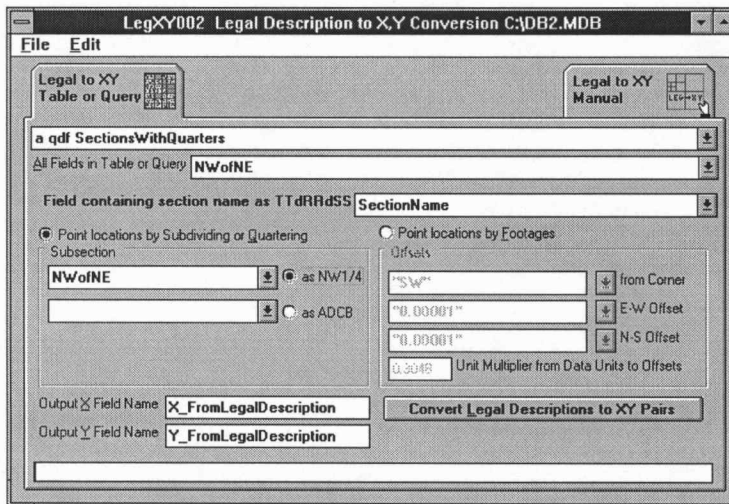 LegXY002 Legal Description to X,Y Conversion C:\DB2.MDB
File Edit
Legal to XY
Table or Query
Legal to XY
Manual
LEG→XY
a qdf SectionsWithQuarters
All Fields in Table or Query NWofNE
Field containing section name as TTdRRdSS SectionName
Point locations by Subdividing or Quartering
Point locations by Footages
Subsection
NWofNE
as NW1/4
as ADCB
Offsets
"SW" from Corner
"0.00001" E-W Offset
"0.00001" N-S Offset
0.3048 Unit Multiplier from Data Units to Offsets
Output X Field Name X_FromLegalDescription
Output Y Field Name Y_FromLegalDescription
Convert Legal Descriptions to XY Pairs